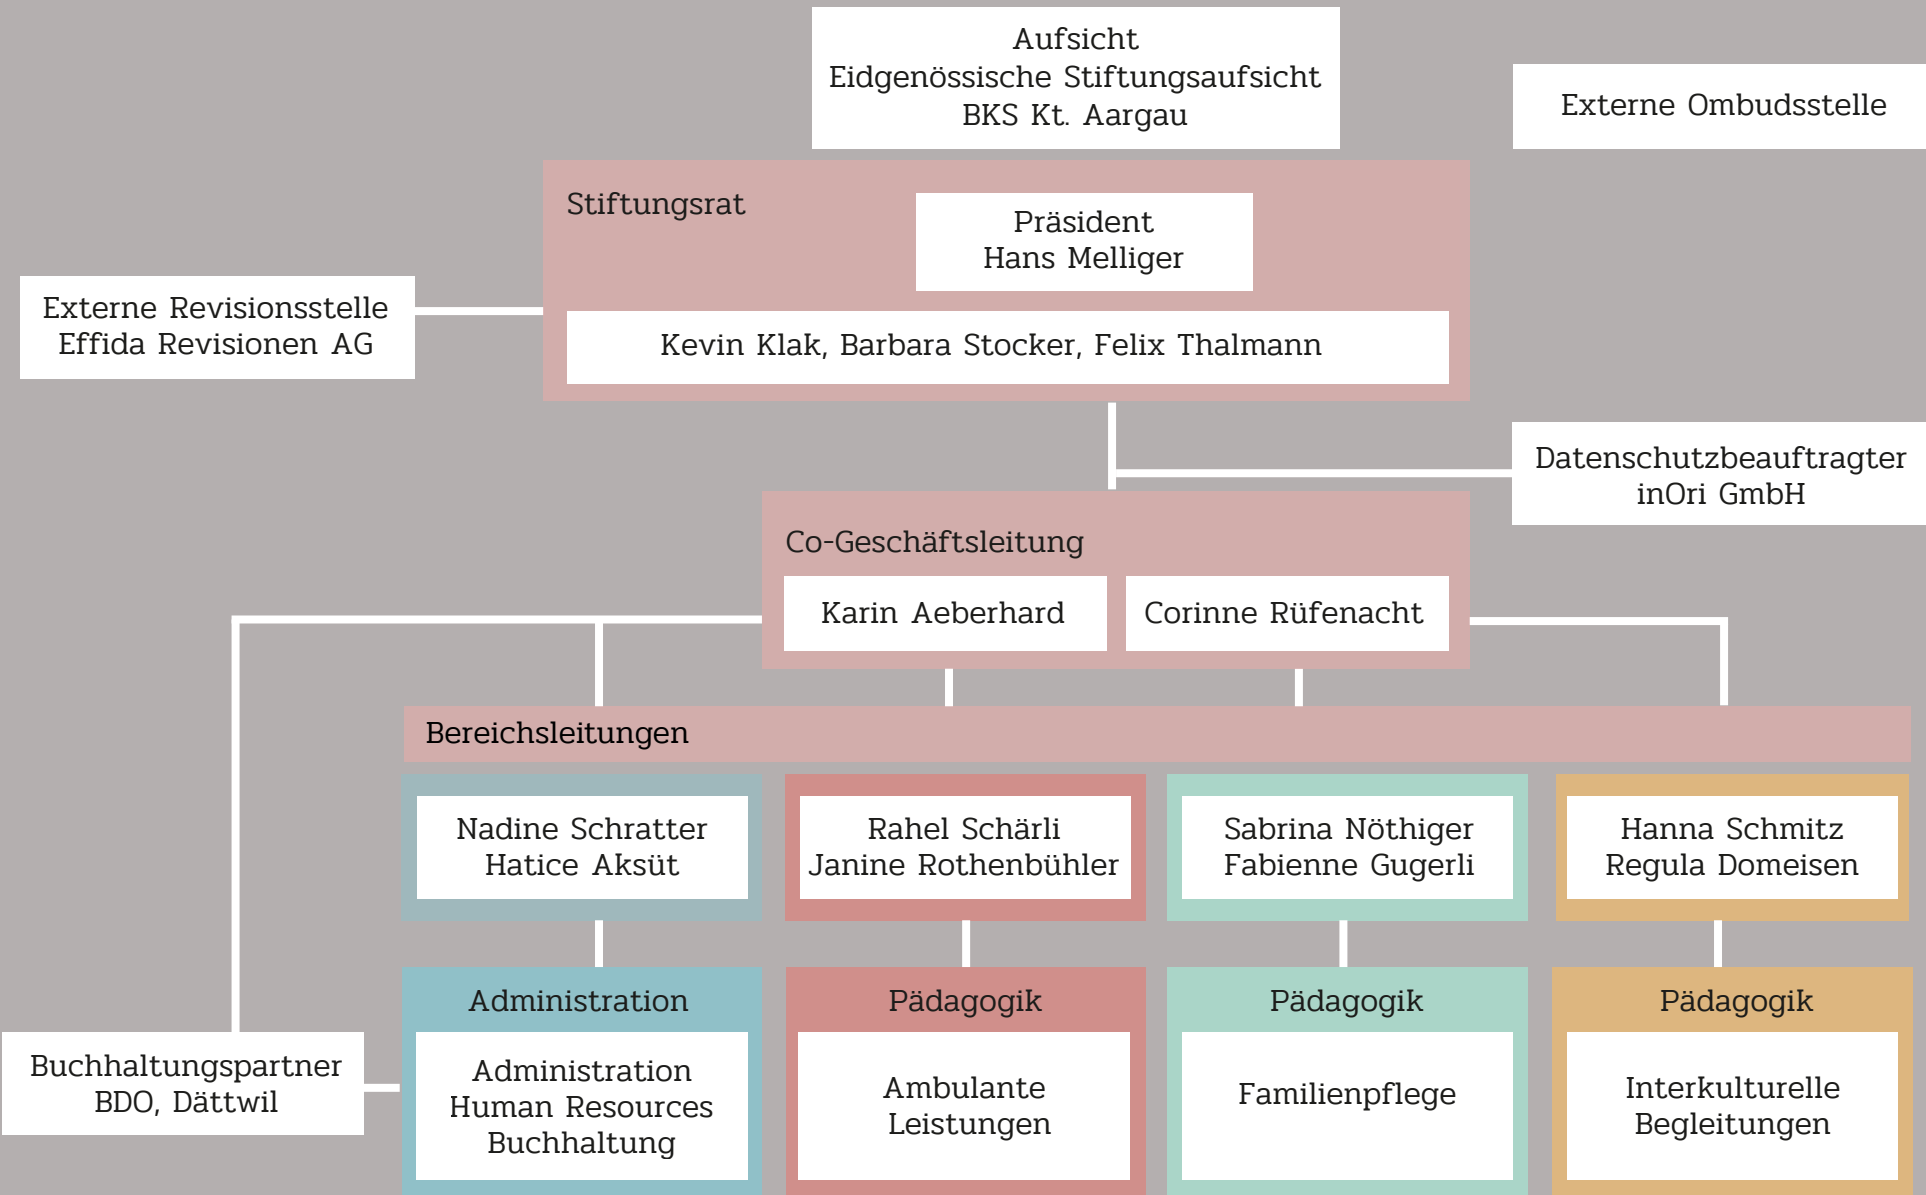 Aufsicht
Eidgenössische Stiftungsaufsicht
BKS Kt. Aargau
Externe Ombudsstelle
Stiftungsrat
Präsident
Hans Melliger
Externe Revisionsstelle
Effida Revisionen AG
Kevin Klak, Barbara Stocker, Felix Thalmann
Datenschutzbeauftragter
inOri GmbH
Co-Geschäftsleitung
Karin Aeberhard
Corinne Rüfenacht
Bereichsleitungen
Nadine Schratter
Hatice Aksüt
Rahel Schärli
Janine Rothenbühler
Sabrina Nöthiger
Fabienne Gugerli
Hanna Schmitz
Regula Domeisen
Buchhaltungspartner
BDO, Dättwil
Administration
Administration
Human Resources
Buchhaltung
Pädagogik
Ambulante
Leistungen
Pädagogik
Familienpflege
Pädagogik
Interkulturelle
Begleitungen